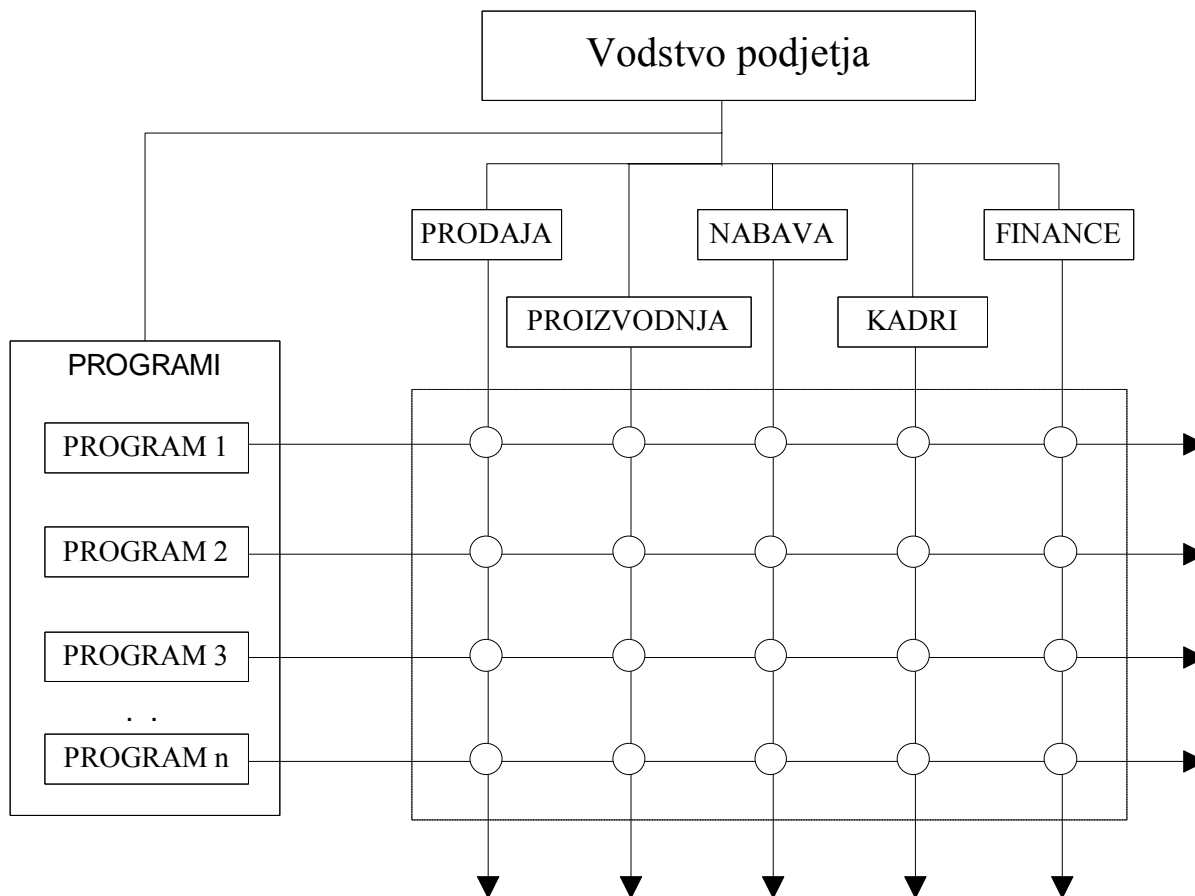 Vodstvo podjetja
PRODAJA
NABAVA
FINANCE
PROIZVODNJA
KADRI
PROGRAMI
PROGRAM 1
PROGRAM 2
PROGRAM 3
. .
PROGRAM n